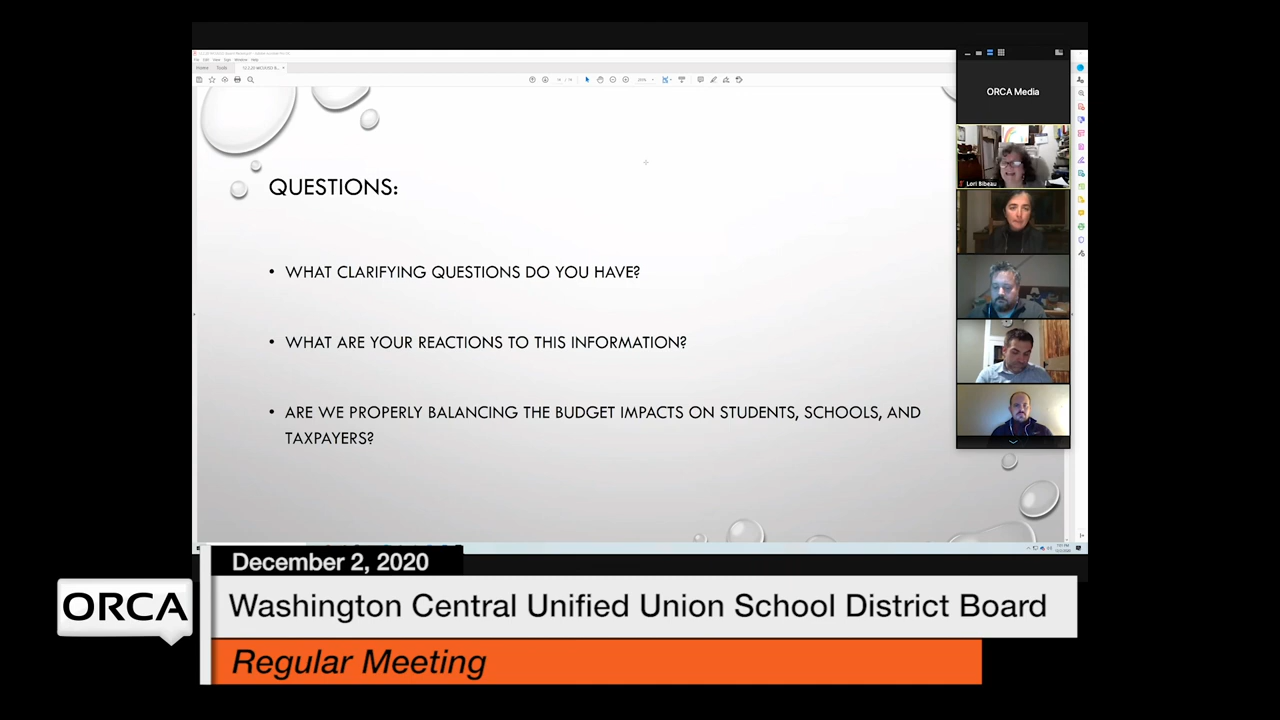 Home Tools
ORCA Media
Lori Bibeau
QUESTIONS:
• WHAT CLARIFYING QUESTIONS DO YOU HAVE?
• WHAT ARE YOUR REACTIONS TO THIS INFORMATION?
• ARE WE PROPERLY BALANCING THE BUDGET IMPACTS ON STUDENTS, SCHOOLS, AND
TAXPAYERS?
December 2, 2020
ORCA
Washington Central Unified Union School District Board
Regular Meeting